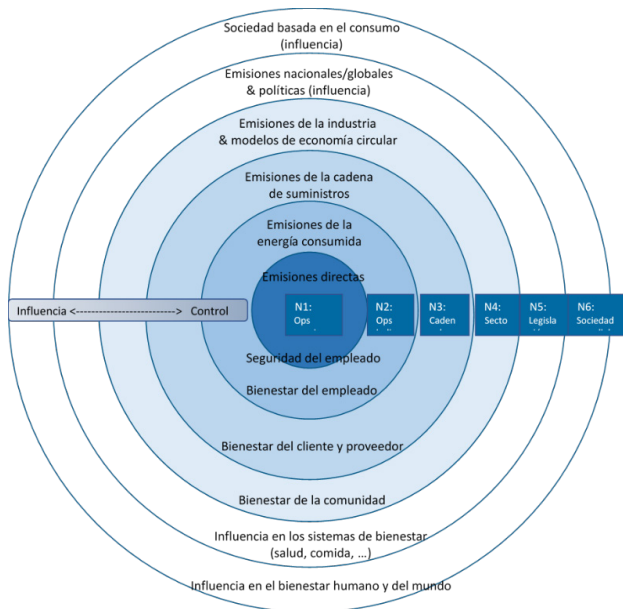 Sociedad basada en el consumo
(influencia)
Emisiones nacionales/globales
& políticas (influencia)
Emisiones de la industria
& modelos de economía circular
Emisiones de la cadena
de suministros
Emisiones de la
energía consumida
Emisiones directas
Influencia <--------------------------> Control
N1:
Ops
N2:
Ops
N3:
Caden
N4:
Secto
N5:
Legisla
N6:
Sociedad
Seguridad del empleado
Bienestar del empleado
Bienestar del cliente y proveedor
Bienestar de la comunidad
Influencia en los sistemas de bienestar
(salud, comida, ...)
Influencia en el bienestar humano y del mundo